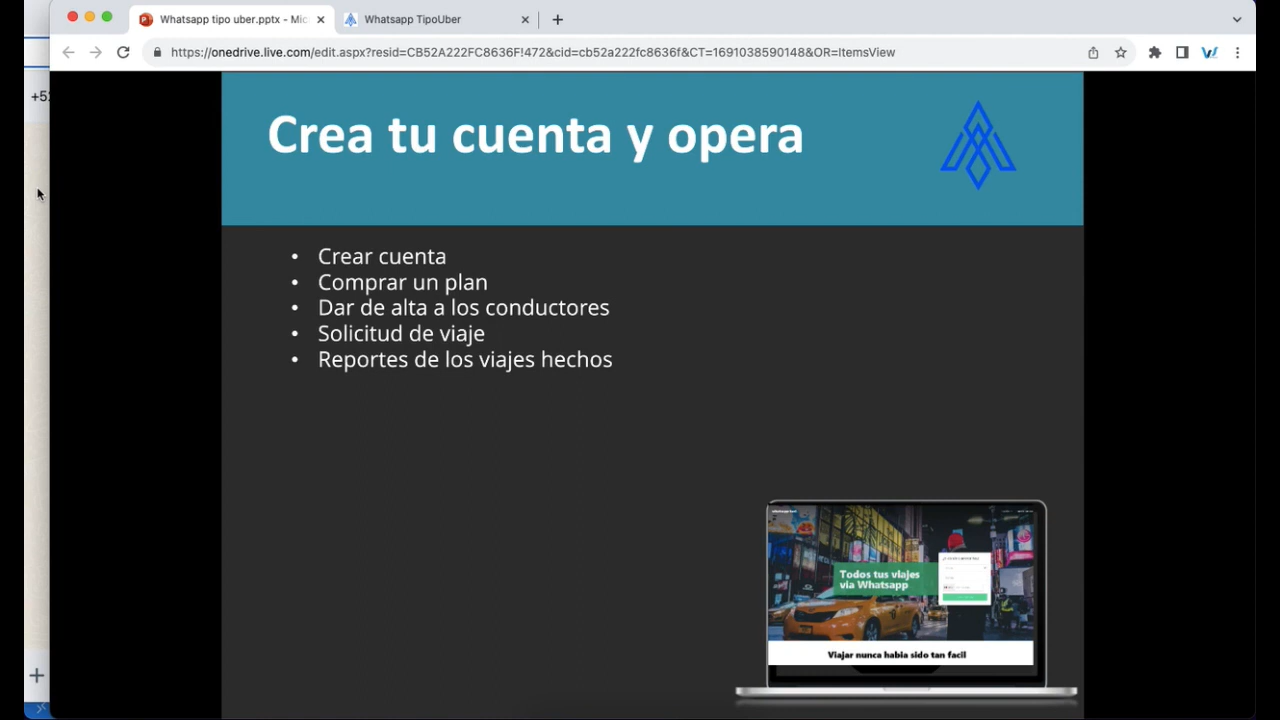 Whatsapp tipo uber.pptx - Mic
Whatsapp TipoUber
https://onedrive.live.com/edit.aspx?resid=CB52A222FC8636F!472&cid=cb52a222fc8636f&CT=1691038590148&OR=ItemsView
+52
Crea tu cuenta y opera
• Crear cuenta
• Comprar un plan
• Dar de alta a los conductores
• Solicitud de viaje
• Reportes de los viajes hechos
Todos tus viajes
via Whatsapp
Viajar nunca habia sido tan facil